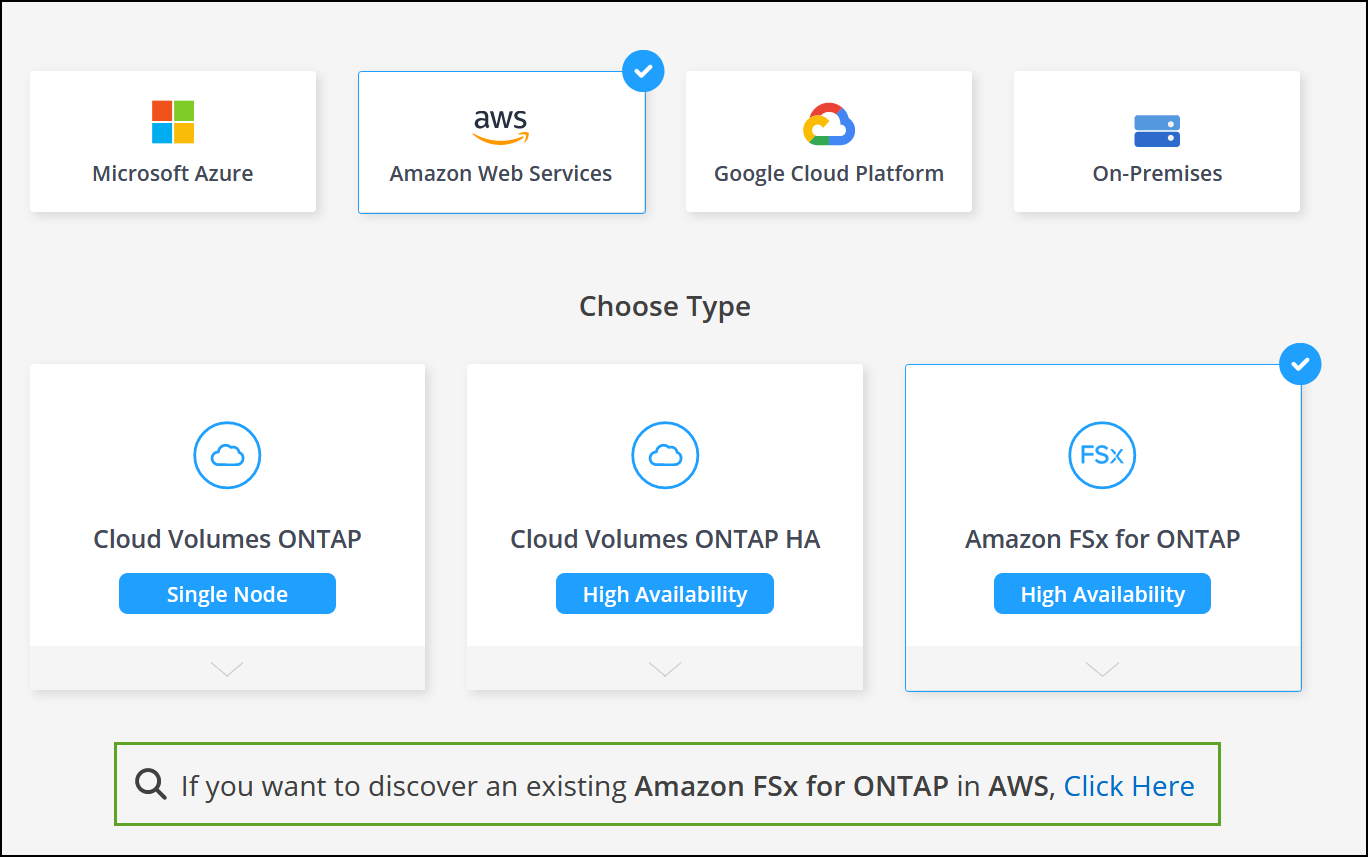 aws
Microsoft Azure
Amazon Web Services
Google Cloud Platform
On-Premises
Choose Type
FSx
Cloud Volumes ONTAP
Cloud Volumes ONTAP HA
Amazon FSx for ONTAP
Single Node
High Availability
High Availability
If you want to discover an existing Amazon FSx for ONTAP in AWS, Click Here